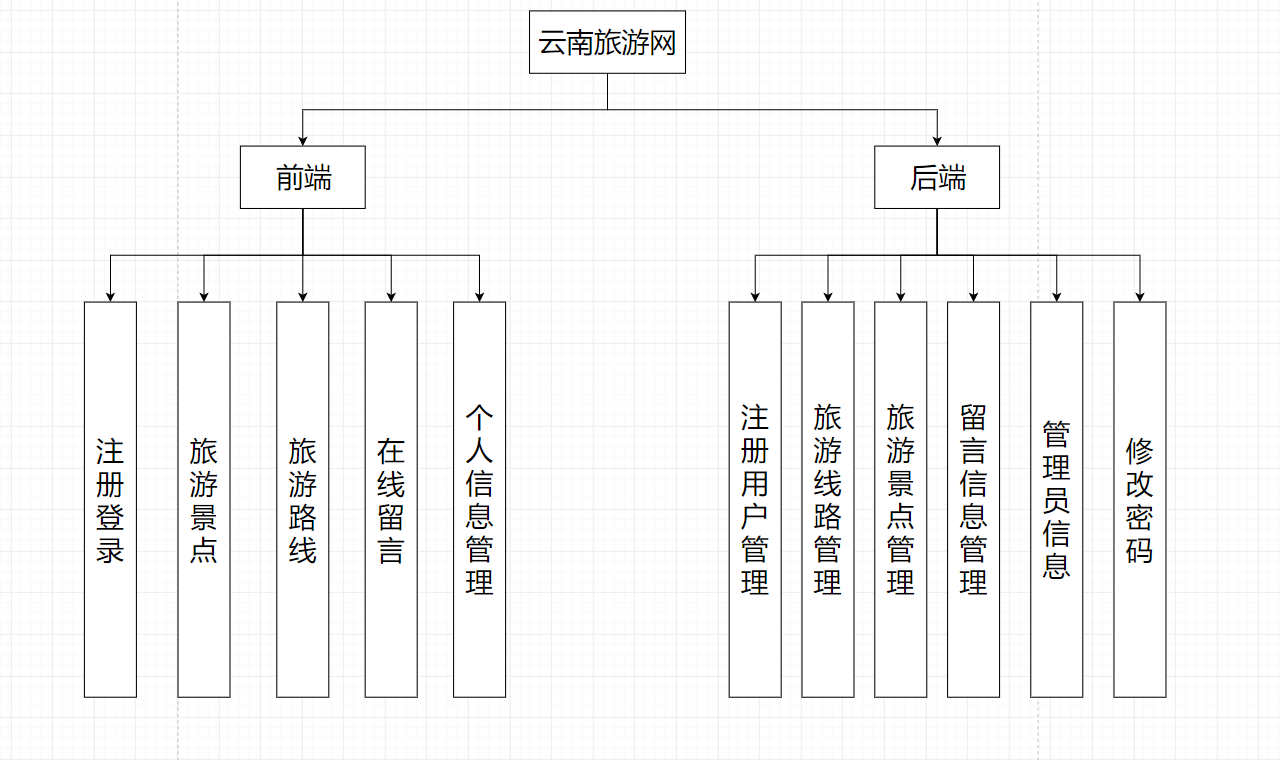 云南旅游网
前端
后端
注册登录
旅游景点
旅游路线
在线留言
个人信息管理
注册用户管理
旅游线路管理
旅游景点管理
留言信息管理
管理员信息
修改密码